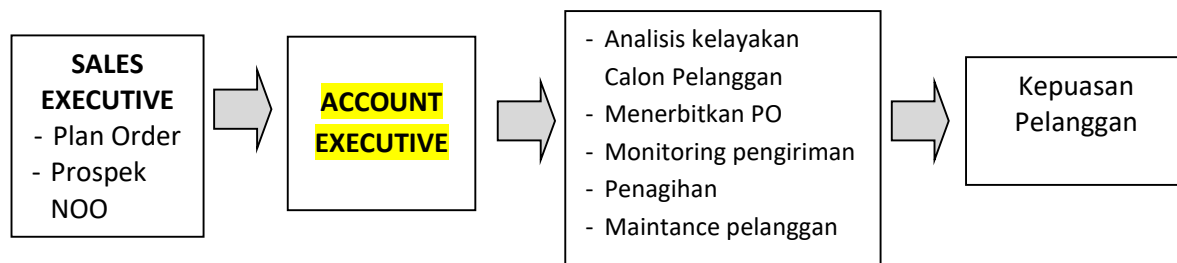 SALES
EXECUTIVE
- Plan Order
- Prospek
NOO
ACCOUNT
EXECUTIVE
- Analisis kelayakan
Calon Pelanggan
- Menerbitkan PO
- Monitoring pengiriman
- Penagihan
- Maintance pelanggan
Kepuasan
Pelanggan